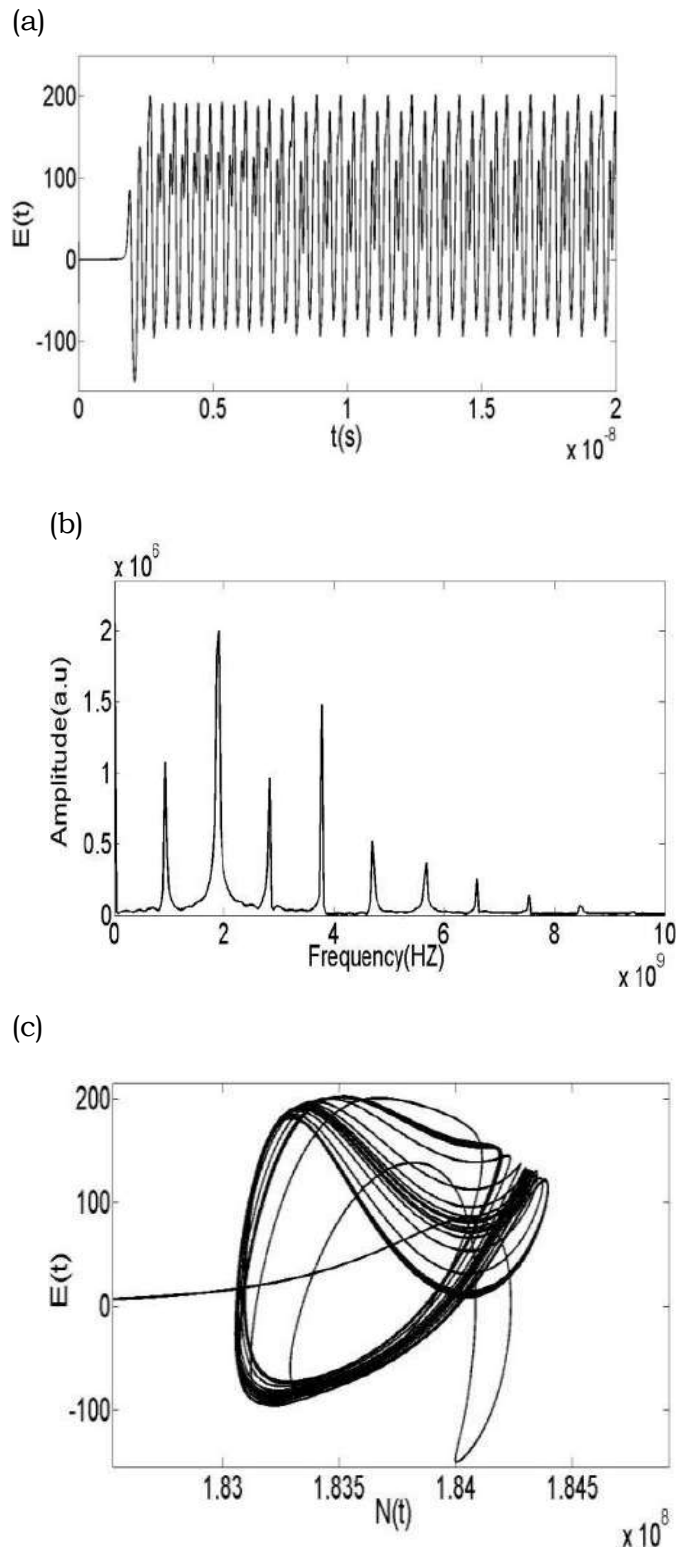 (a)
200
100
0
-100
E(t)
0 0.5 1 1.5 2
t(s)
x 10^-8
(b)
x 10^6
2
1.5
1
0.5
0
Amplitude(a.u)
0 2 4 6 8 10
Frequency(HZ)
x 10^9
(c)
200
100
0
-100
E(t)
1.83 1.835 1.84 1.845
N(t)
x 10^8